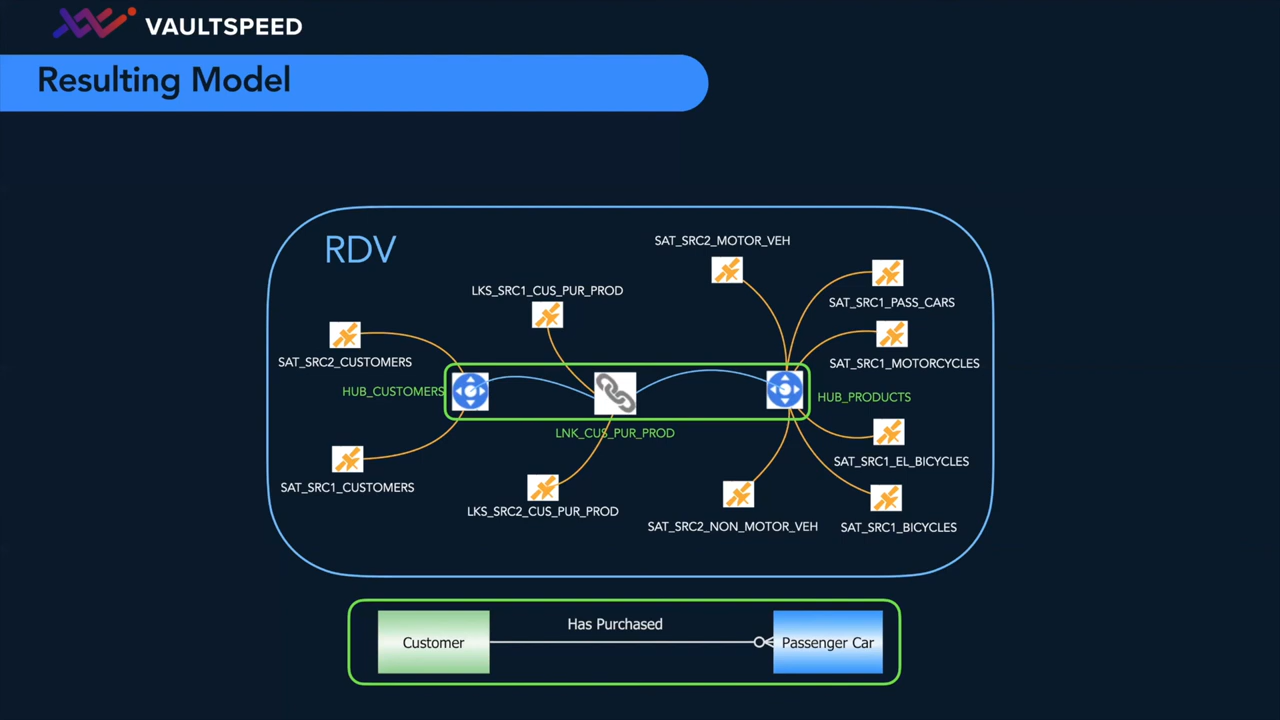 VAULTSPEED
Resulting Model
RDV
SAT_SRC2_MOTOR_VEH
LKS_SRC1_CUS_PUR_PROD
SAT_SRC1_PASS_CARS
SAT_SRC2_CUSTOMERS
SAT_SRC1_MOTORCYCLES
HUB_CUSTOMERS
HUB_PRODUCTS
LNK_CUS_PUR_PROD
SAT_SRC1_EL_BICYCLES
SAT_SRC1_CUSTOMERS
LKS_SRC2_CUS_PUR_PROD
SAT_SRC2_NON_MOTOR_VEH
SAT_SRC1_BICYCLES
Has Purchased
Customer
Passenger Car